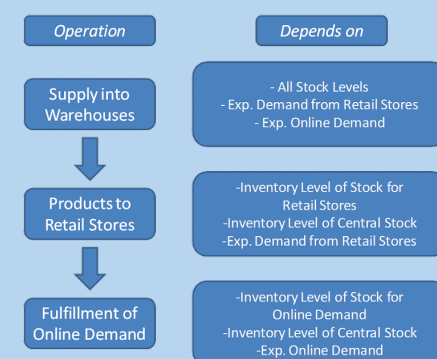 Operation
Depends on
Supply into
Warehouses
- All Stock Levels
- Exp. Demand from Retail Stores
- Exp. Online Demand
Products to
Retail Stores
-Inventory Level of Stock for
Retail Stores
-Inventory Level of Central Stock
-Exp. Demand from Retail Stores
Fulfillment of
Online Demand
-Inventory Level of Stock for
Online Demand
-Inventory Level of Central Stock
-Exp. Online Demand